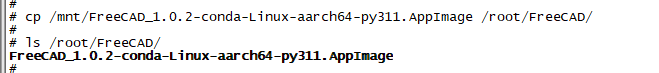 #
# cp /mnt/FreeCAD_1.0.2-conda-Linux-aarch64-py311.AppImage /root/FreeCAD/
#
# ls /root/FreeCAD/
FreeCAD_1.0.2-conda-Linux-aarch64-py311.AppImage
#